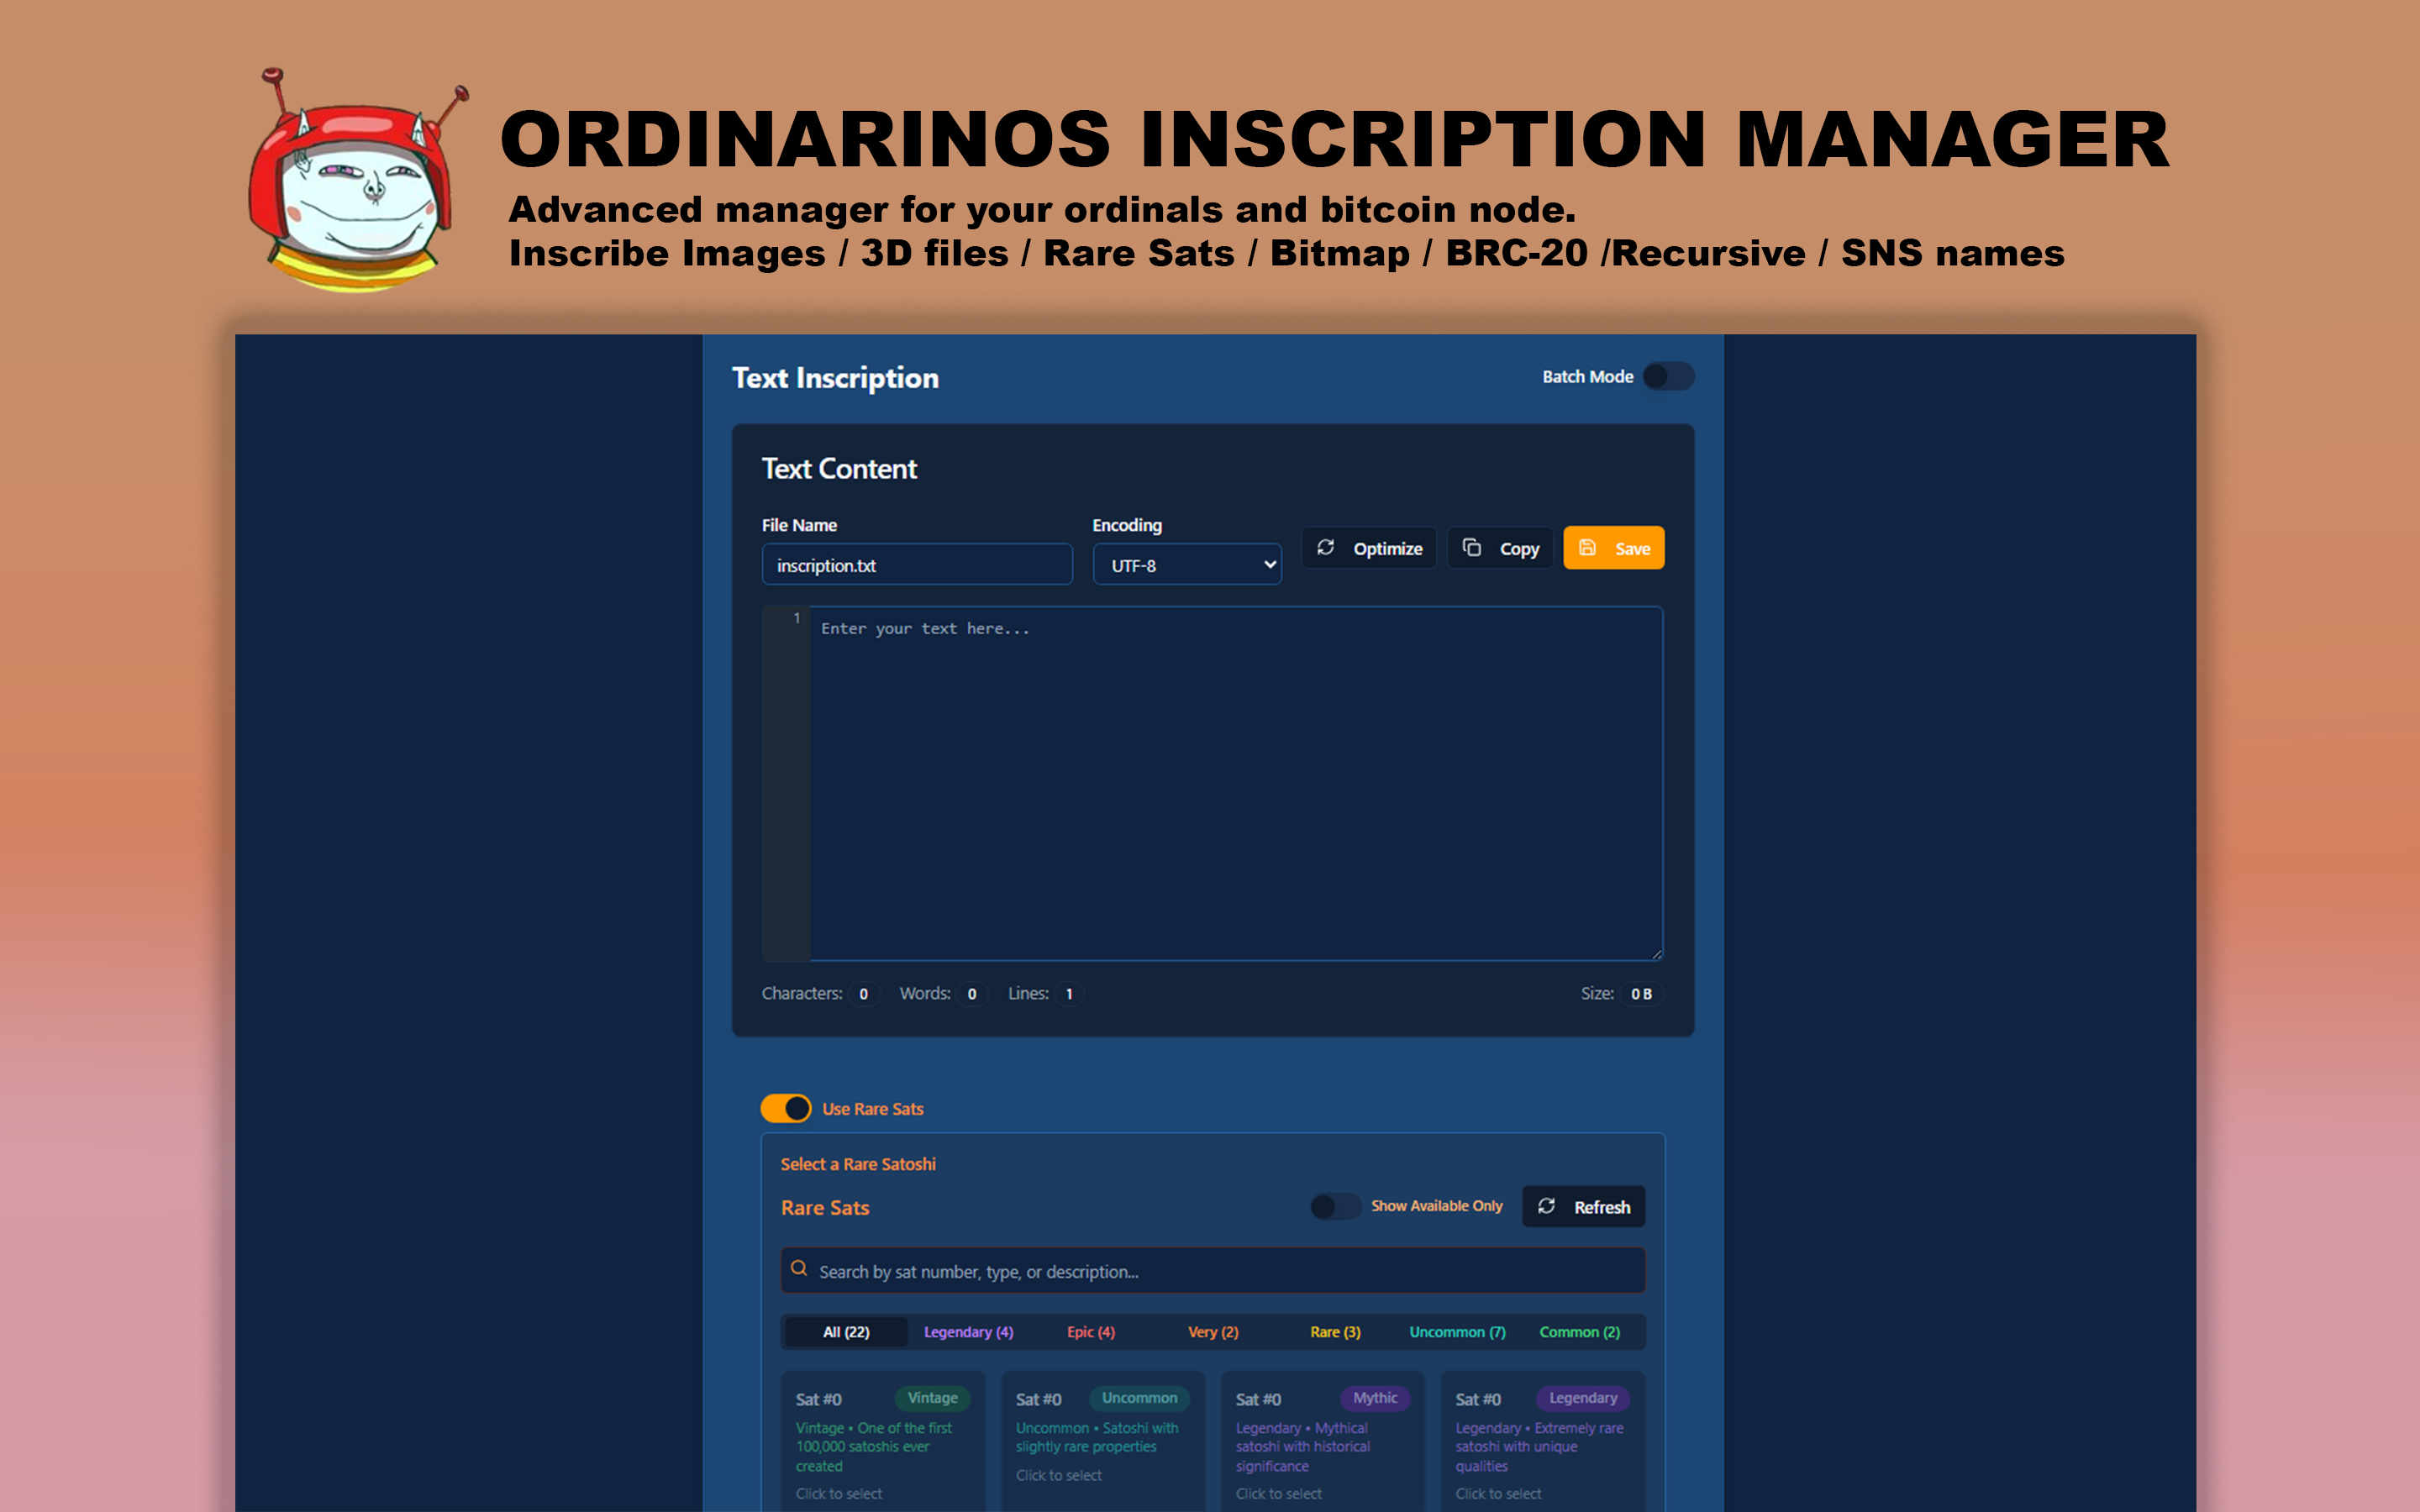 ORDINARINOS INSCRIPTION MANAGER
Advanced manager for your ordinals and bitcoin node.
Inscribe Images / 3D files / Rare Sats / Bitmap / BRC-20 /Recursive / SNS names
Text Inscription
Batch Mode
Text Content
File Name
Encoding
inscription.txt
UTF-8
Optimize
Copy
Save
1
Enter your text here...
Characters: 0 Words: 0 Lines: 1
Size: 0 B
Use Rare Sats
Select a Rare Satoshi
Rare Sats
Show Available Only
Refresh
Search by sat number, type, or description...
All (22) Legendary (4) Epic (4) Very (2) Rare (3) Uncommon (7) Common (2)
Sat #0 Vintage
Vintage • One of the first
100,000 satoshis ever
created
Click to select
Sat #0 Uncommon
Uncommon • Satoshi with
slightly rare properties
Click to select
Sat #0 Mythic
Legendary • Mythical
satoshi with historical
significance
Click to select
Sat #0 Legendary
Legendary • Extremely rare
satoshi with unique
qualities
Click to select